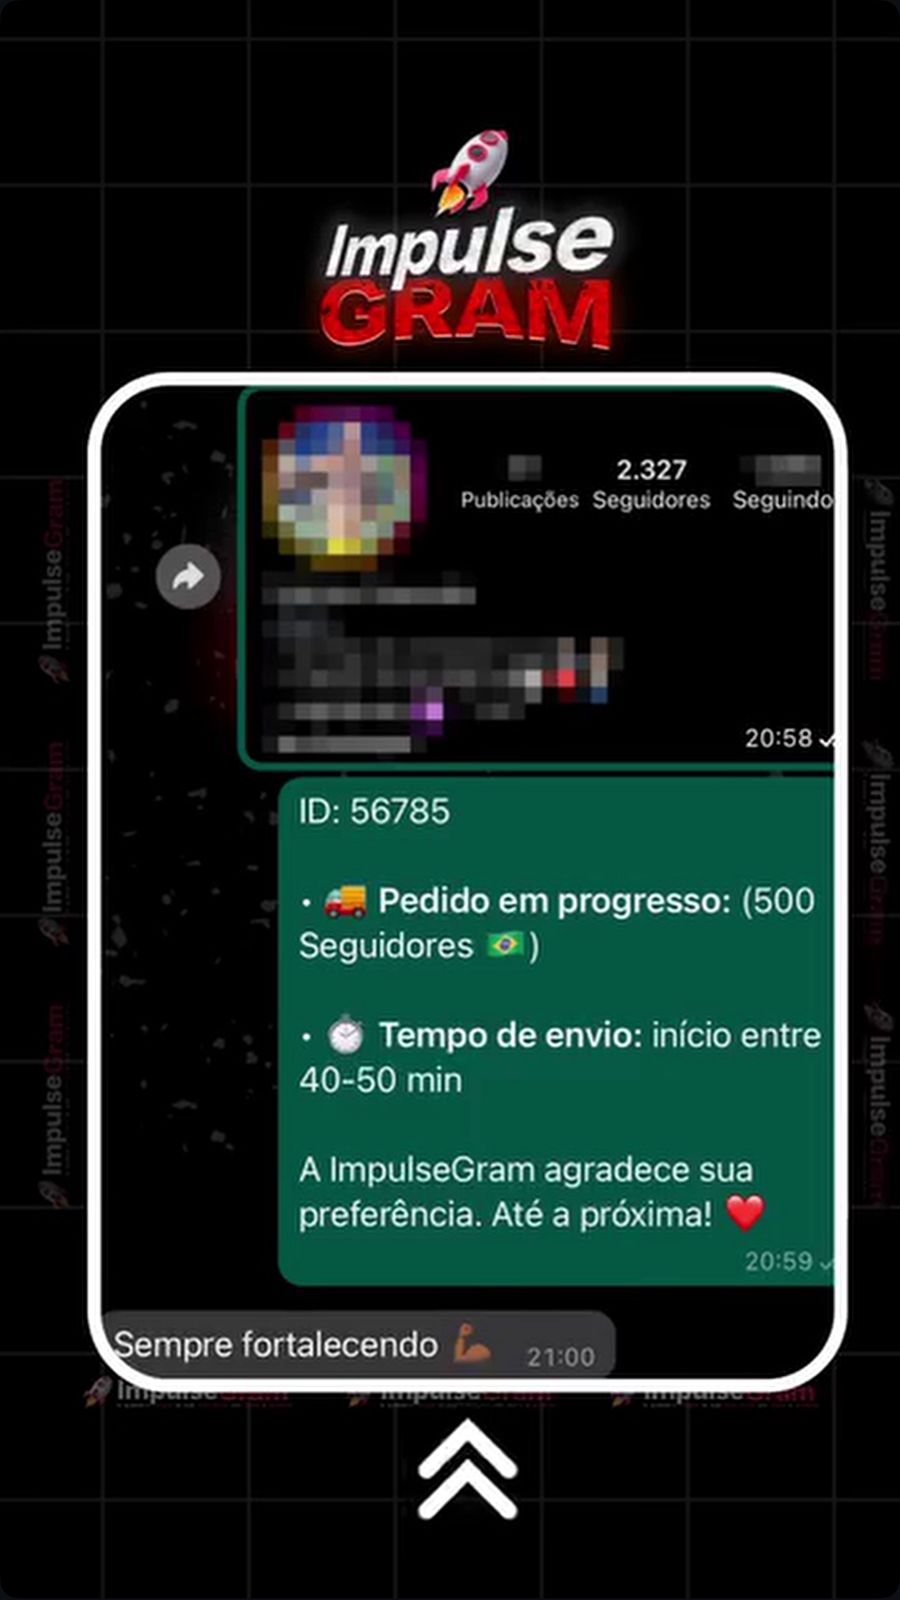 Impulse
GRAM
2.327
Publicações Seguidores Seguindo
20:58
ID: 56785
• 🚚 Pedido em progresso: (500
Seguidores 🇧🇷)
• ⏱️ Tempo de envio: início entre
40-50 min
A ImpulseGram agradece sua
preferência. Até a próxima! ❤️
20:59
Sempre fortalecendo 💪🏾 21:00
ImpulseGram
ImpulseGram
ImpulseGram
ImpulseGram
ImpulseGram
ImpulseGram
ImpulseGram ImpulseGram ImpulseGram